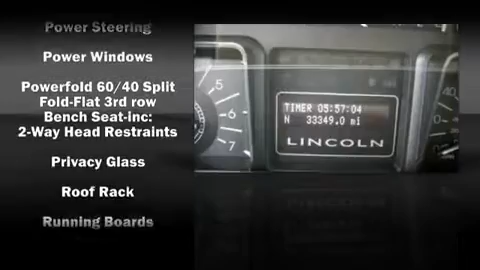 Power Steering
Power Windows
Powerfold 60/40 Split
Fold-Flat 3rd row
Bench Seat-inc:
2-Way Head Restraints
Privacy Glass
Roof Rack
Running Boards
5
6
6
7
TIMER 05:57:04
N 33349.0 mi
LINCOLN
40